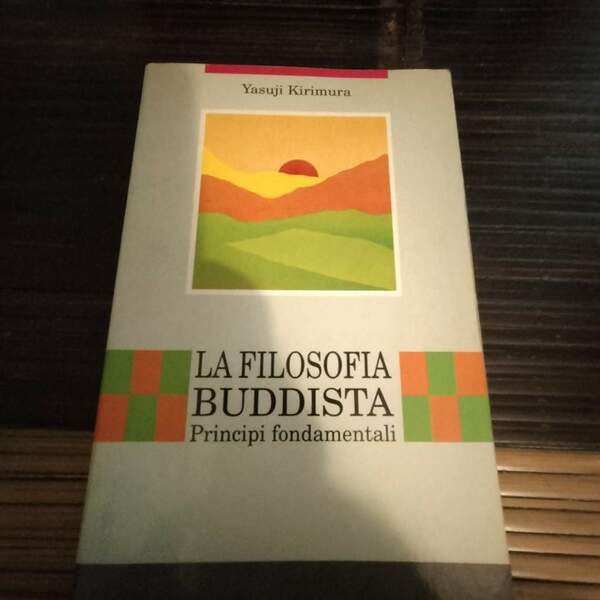 Yasuji Kirimura
LA FILOSOFIA
BUDDISTA
Principi fondamentali